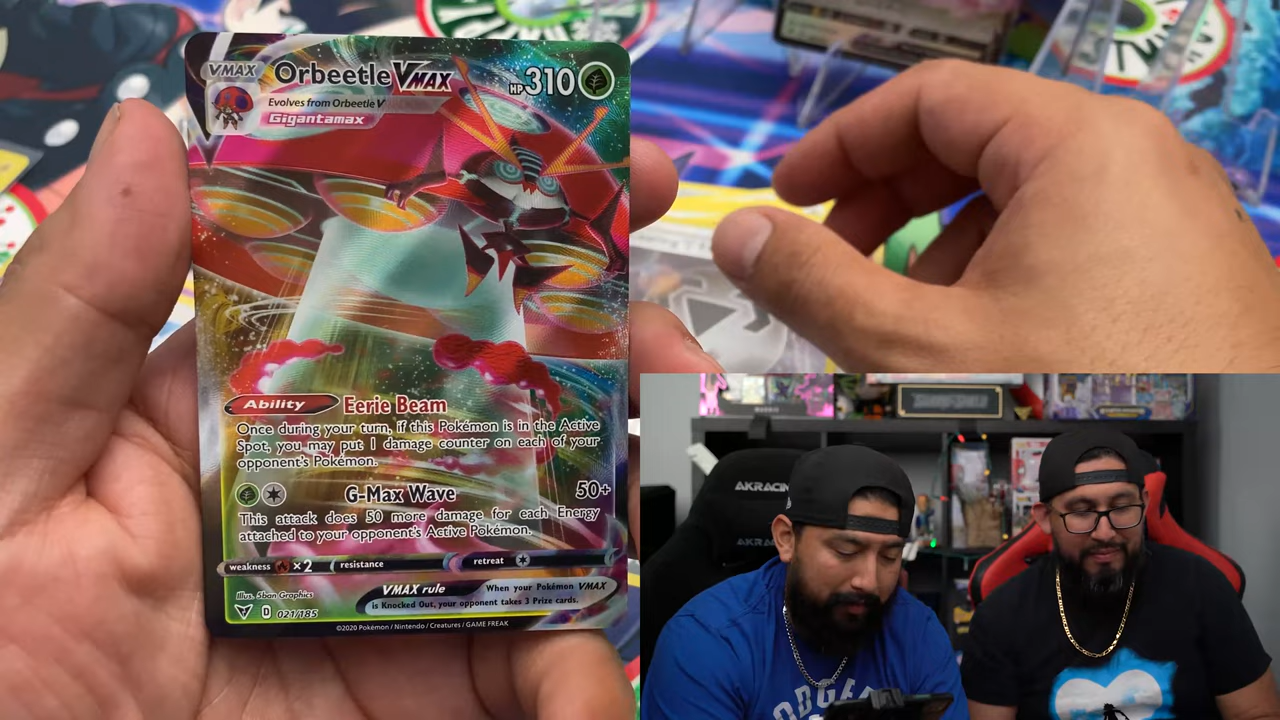 VMAX Orbeetle VMAX HP 310
Evolves from Orbeetle V
Gigantamax
Ability Eerie Beam
Once during your turn, if this Pokémon is in the Active
Spot, you may put 1 damage counter on each of your
opponent's Pokémon.
G-Max Wave 50+
This attack does 50 more damage for each Energy
attached to your opponent's Active Pokémon.
weakness ×2 resistance retreat
VMAX rule When your Pokémon VMAX
is Knocked Out, your opponent takes 3 Prize cards.
Illus. 5ban Graphics
D 021/185
©2020 Pokémon / Nintendo / Creatures / GAME FREAK
AKRACING